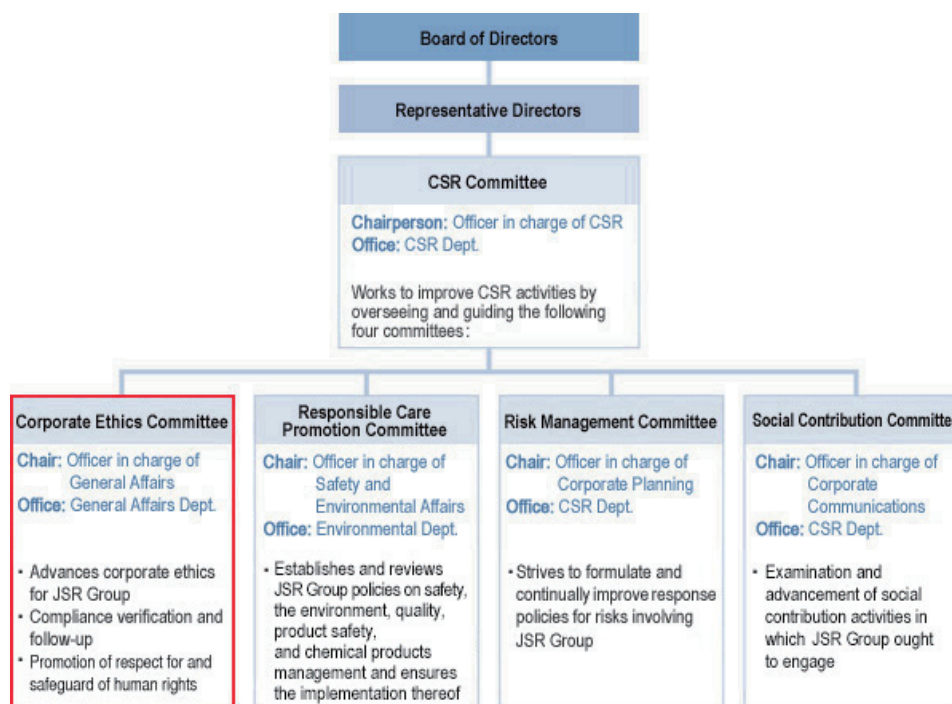 Board of Directors
Representative Directors
CSR Committee
Chairperson: Officer in charge of CSR
Office: CSR Dept.
Works to improve CSR activities by
overseeing and guiding the following
four committees:
Corporate Ethics Committee
Chair: Officer in charge of
General Affairs
Office: General Affairs Dept.
• Advances corporate ethics
for JSR Group
• Compliance verification and
follow-up
• Promotion of respect for and
safeguard of human rights
Responsible Care
Promotion Committee
Chair: Officer in charge of
Safety and
Environmental Affairs
Office: Environmental Dept.
• Establishes and reviews
JSR Group policies on safety,
the environment, quality,
product safety,
and chemical products
management and ensures
the implementation thereof
Risk Management Committee
Chair: Officer in charge of
Corporate Planning
Office: CSR Dept.
• Strives to formulate and
continually improve response
policies for risks involving
JSR Group
Social Contribution Committe
Chair: Officer in charge of
Corporate
Communications
Office: CSR Dept.
• Examination and
advancement of social
contribution activities in
which JSR Group ought
to engage